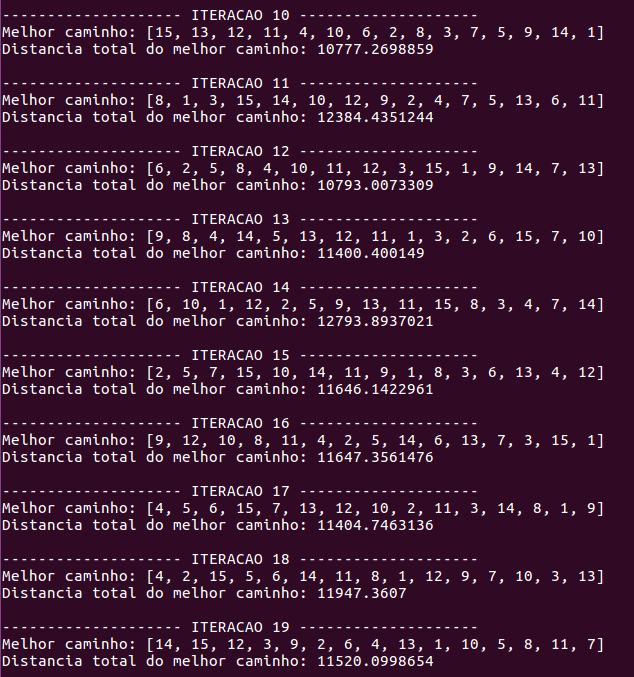 -------------------- ITERACAO 10 --------------------
Melhor caminho: [15, 13, 12, 11, 4, 10, 6, 2, 8, 3, 7, 5, 9, 14, 1]
Distancia total do melhor caminho: 10777.2698859
-------------------- ITERACAO 11 --------------------
Melhor caminho: [8, 1, 3, 15, 14, 10, 12, 9, 2, 4, 7, 5, 13, 6, 11]
Distancia total do melhor caminho: 12384.4351244
-------------------- ITERACAO 12 --------------------
Melhor caminho: [6, 2, 5, 8, 4, 10, 11, 12, 3, 15, 1, 9, 14, 7, 13]
Distancia total do melhor caminho: 10793.0073309
-------------------- ITERACAO 13 --------------------
Melhor caminho: [9, 8, 4, 14, 5, 13, 12, 11, 1, 3, 2, 6, 15, 7, 10]
Distancia total do melhor caminho: 11400.400149
-------------------- ITERACAO 14 --------------------
Melhor caminho: [6, 10, 1, 12, 2, 5, 9, 13, 11, 15, 8, 3, 4, 7, 14]
Distancia total do melhor caminho: 12793.8937021
-------------------- ITERACAO 15 --------------------
Melhor caminho: [2, 5, 7, 15, 10, 14, 11, 9, 1, 8, 3, 6, 13, 4, 12]
Distancia total do melhor caminho: 11646.1422961
-------------------- ITERACAO 16 --------------------
Melhor caminho: [9, 12, 10, 8, 11, 4, 2, 5, 14, 6, 13, 7, 3, 15, 1]
Distancia total do melhor caminho: 11647.3561476
-------------------- ITERACAO 17 --------------------
Melhor caminho: [4, 5, 6, 15, 7, 13, 12, 10, 2, 11, 3, 14, 8, 1, 9]
Distancia total do melhor caminho: 11404.7463136
-------------------- ITERACAO 18 --------------------
Melhor caminho: [4, 2, 15, 5, 6, 14, 11, 8, 1, 12, 9, 7, 10, 3, 13]
Distancia total do melhor caminho: 11947.3607
-------------------- ITERACAO 19 --------------------
Melhor caminho: [14, 15, 12, 3, 9, 2, 6, 4, 13, 1, 10, 5, 8, 11, 7]
Distancia total do melhor caminho: 11520.0998654